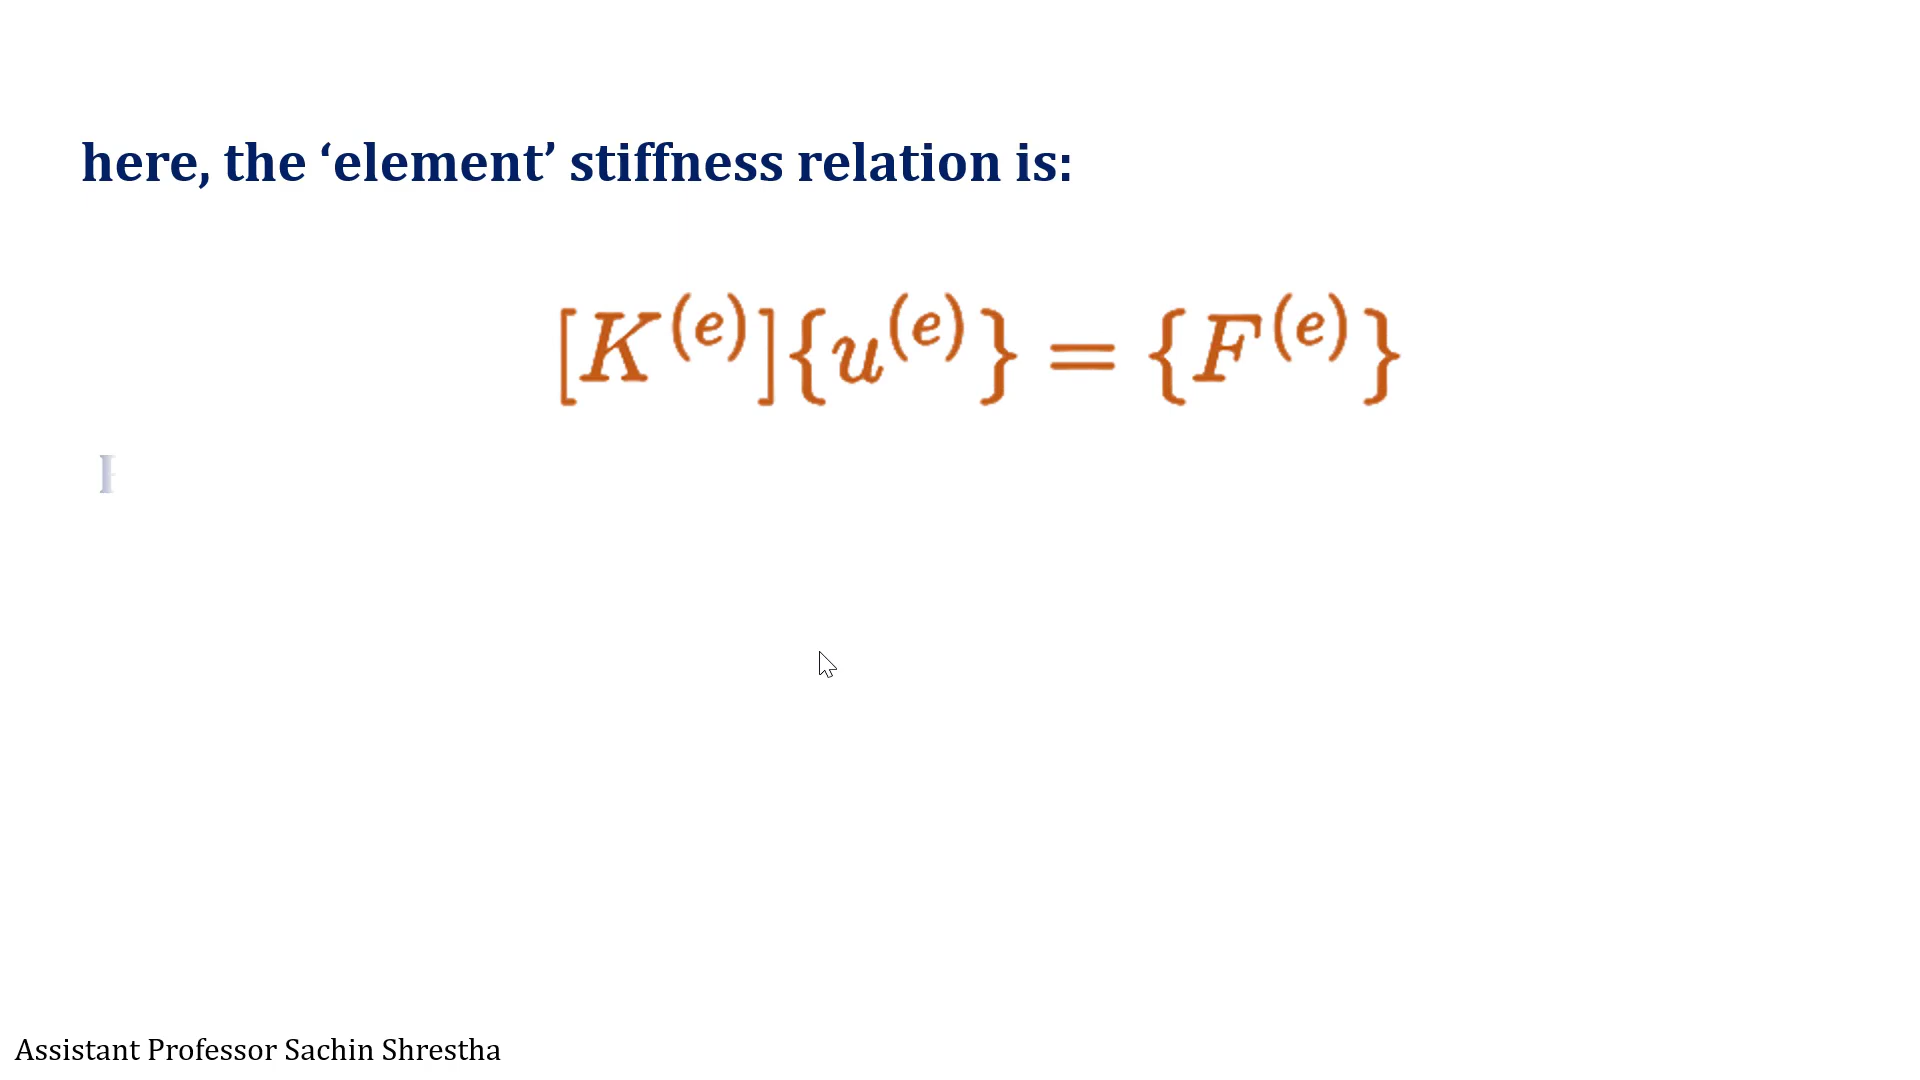 here, the ‘element’ stiffness relation is:
[K^{(e)}]{u^{(e)}} = {F^{(e)}}
Assistant Professor Sachin Shrestha